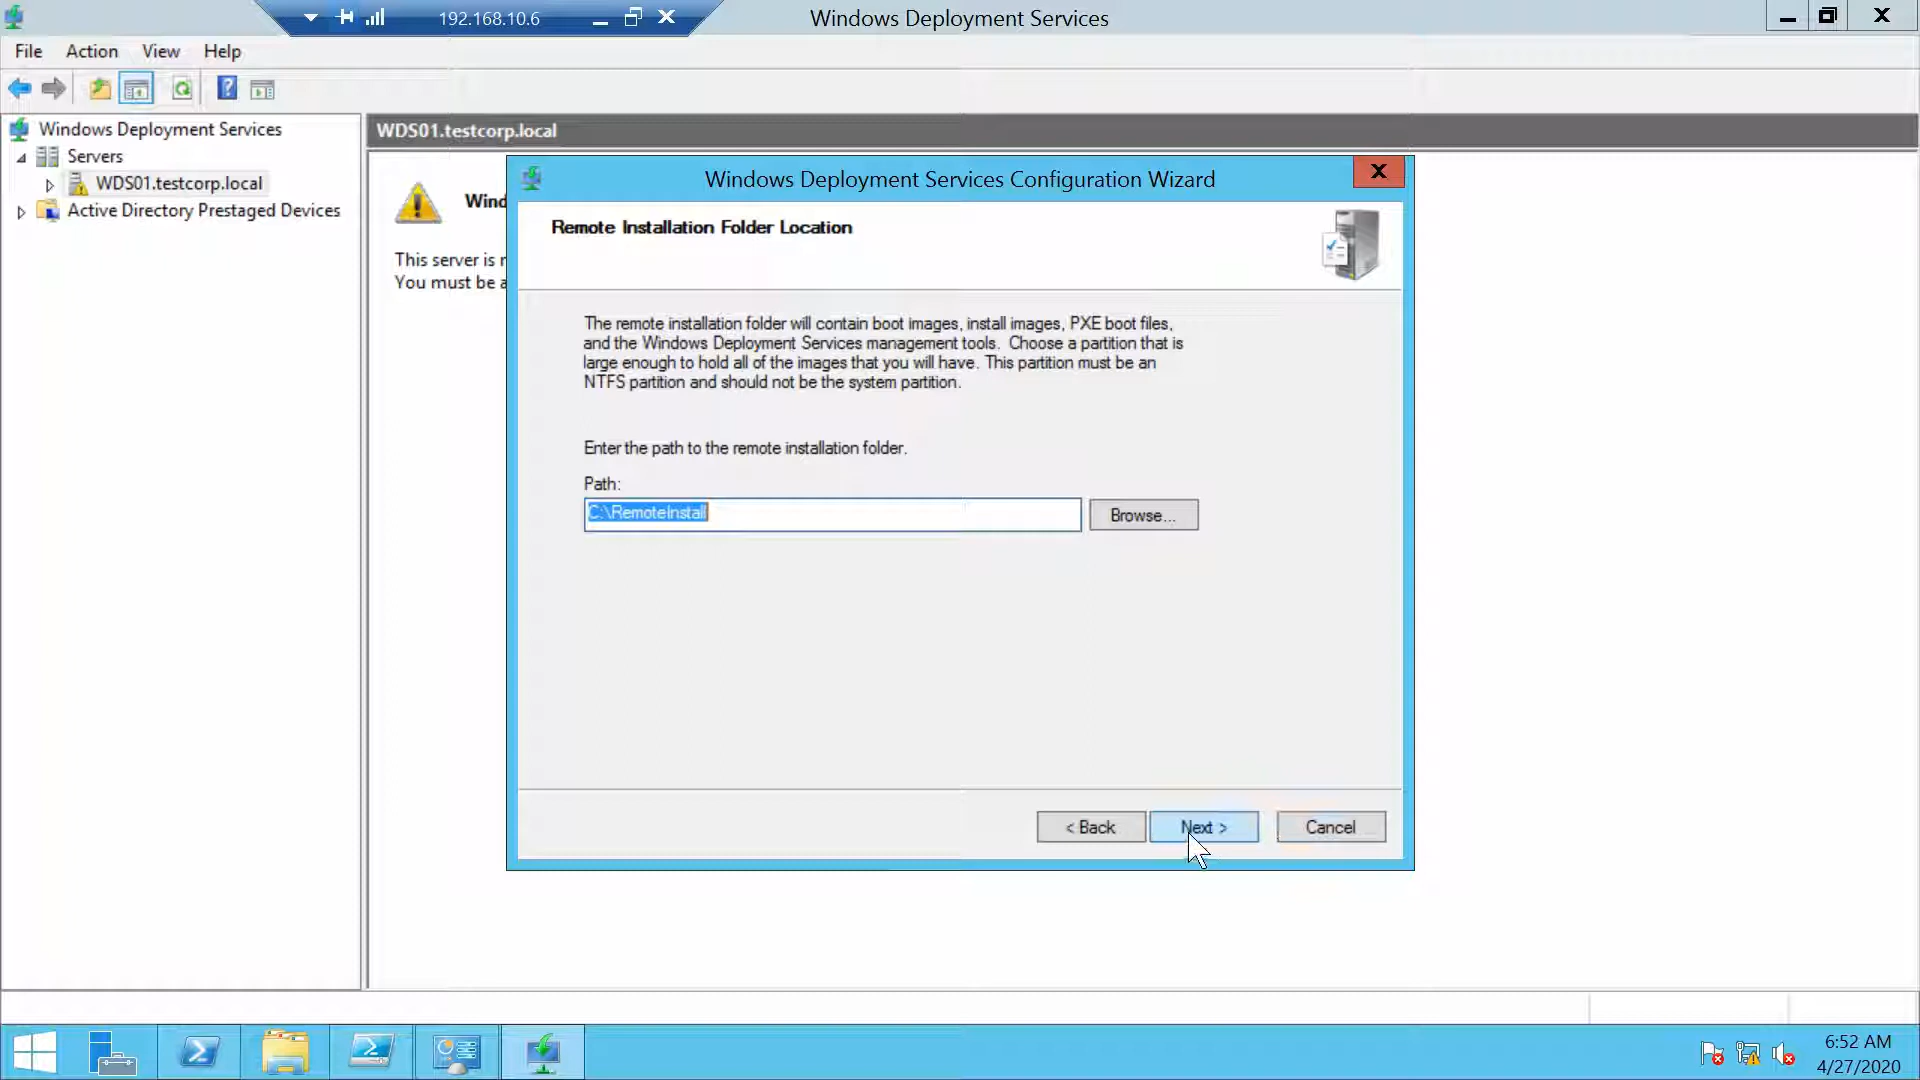 192.168.10.6
Windows Deployment Services
File Action View Help
Windows Deployment Services
Servers
WDS01.testcorp.local
Active Directory Prestaged Devices
WDS01.testcorp.local
Wind
This server is r
You must be a
Windows Deployment Services Configuration Wizard
X
Remote Installation Folder Location
The remote installation folder will contain boot images, install images, PXE boot files,
and the Windows Deployment Services management tools. Choose a partition that is
large enough to hold all of the images that you will have. This partition must be an
NTFS partition and should not be the system partition.
Enter the path to the remote installation folder.
Path:
C:\RemoteInstall
Browse...
< Back
Next >
Cancel
6:52 AM
4/27/2020